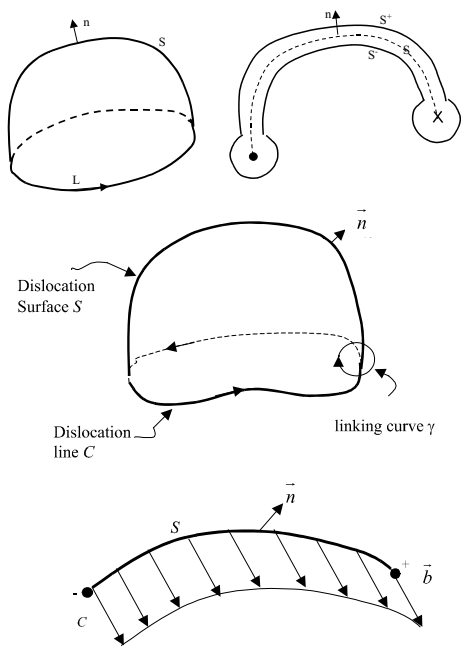 n
S
L
n
S⁺
S
S⁻
X
n
Dislocation
Surface S
linking curve γ
Dislocation
line C
S
n
+
b
-
C